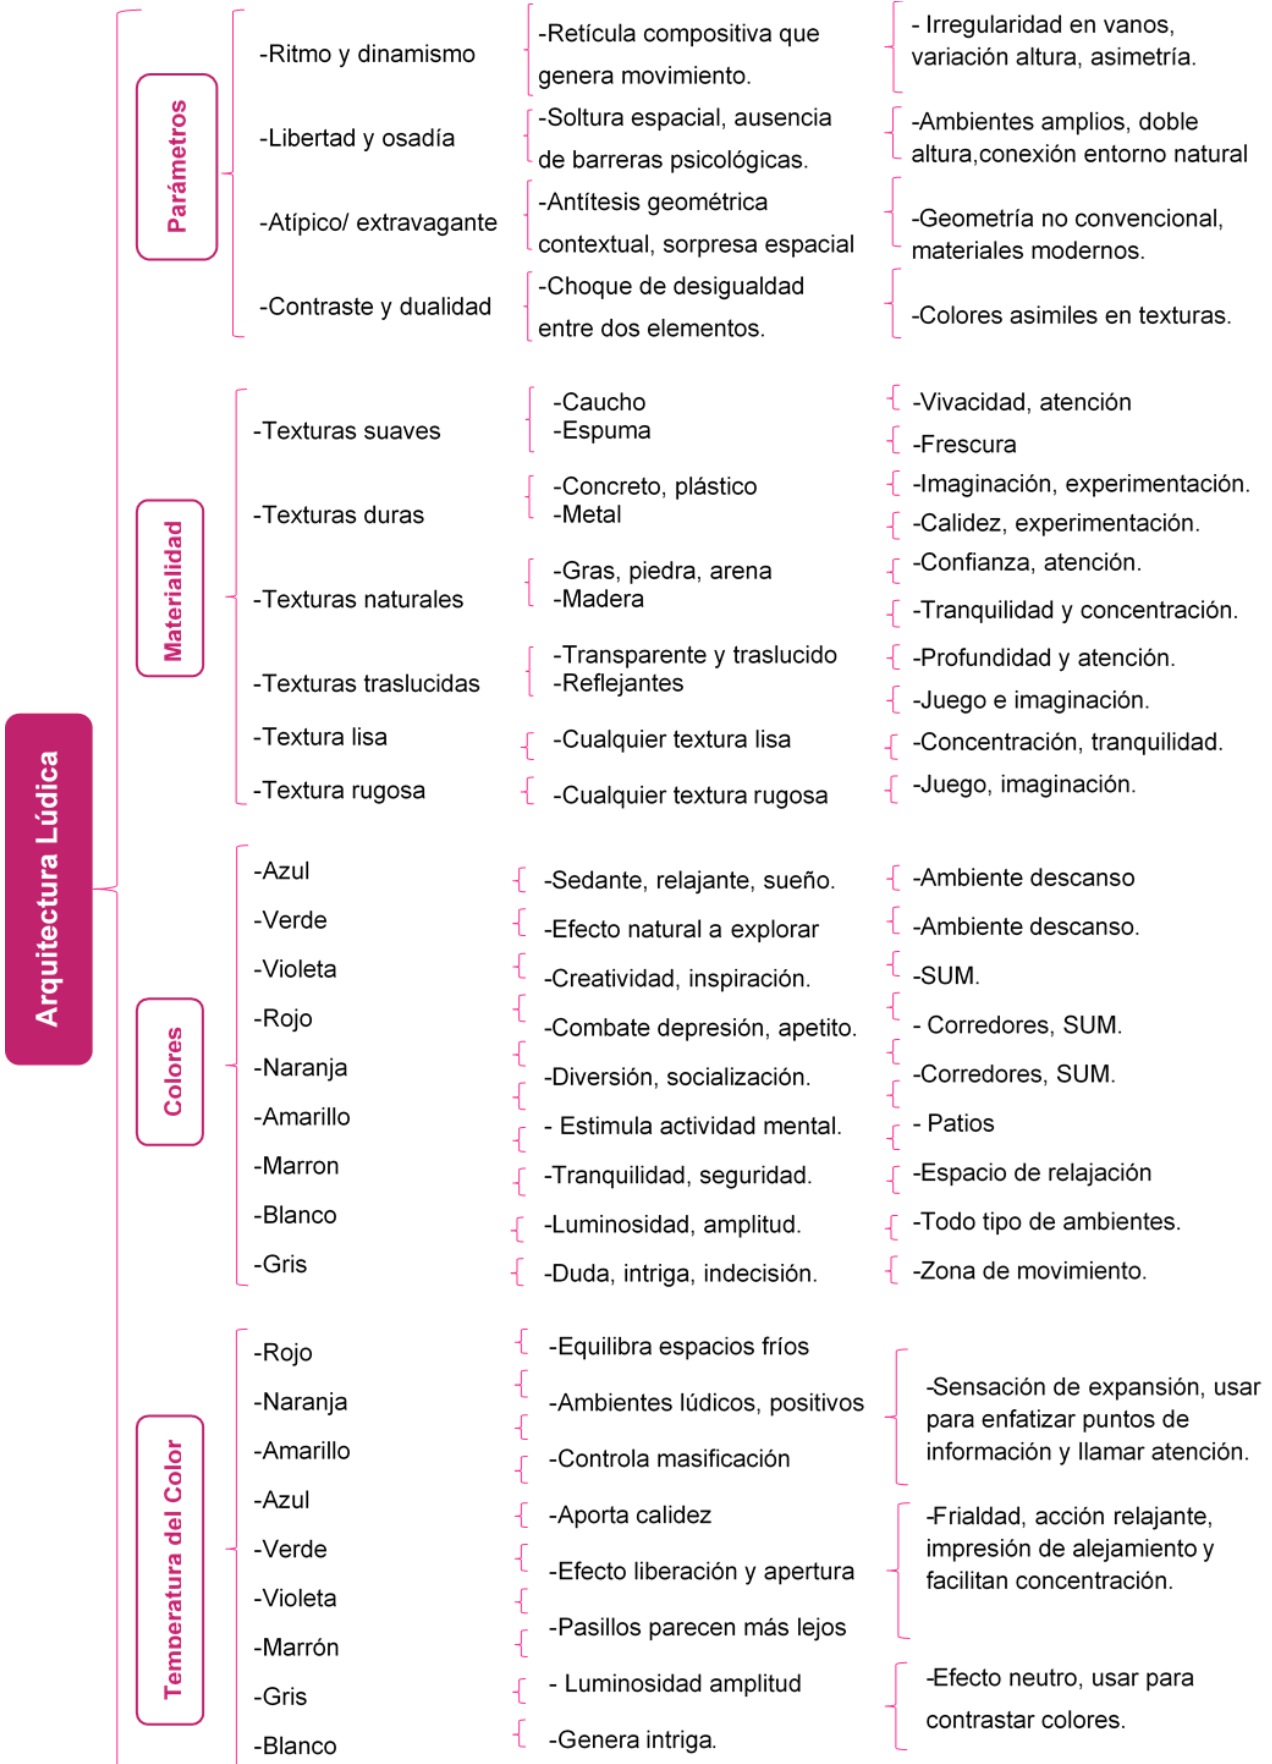 Arquitectura Lúdica
Parámetros
-Ritmo y dinamismo
-Retícula compositiva que
genera movimiento.
- Irregularidad en vanos,
variación altura, asimetría.
-Libertad y osadía
-Soltura espacial, ausencia
de barreras psicológicas.
-Ambientes amplios, doble
altura,conexión entorno natural
-Atípico/ extravagante
-Antítesis geométrica
contextual, sorpresa espacial
-Geometría no convencional,
materiales modernos.
-Contraste y dualidad
-Choque de desigualdad
entre dos elementos.
-Colores asimiles en texturas.
Materialidad
-Texturas suaves
-Caucho
-Espuma
-Vivacidad, atención
-Frescura
-Texturas duras
-Concreto, plástico
-Metal
-Imaginación, experimentación.
-Calidez, experimentación.
-Texturas naturales
-Gras, piedra, arena
-Madera
-Confianza, atención.
-Tranquilidad y concentración.
-Texturas traslucidas
-Transparente y traslucido
-Reflejantes
-Profundidad y atención.
-Juego e imaginación.
-Textura lisa
-Cualquier textura lisa
-Concentración, tranquilidad.
-Textura rugosa
-Cualquier textura rugosa
-Juego, imaginación.
Colores
-Azul
-Sedante, relajante, sueño.
-Ambiente descanso
-Verde
-Efecto natural a explorar
-Ambiente descanso.
-Violeta
-Creatividad, inspiración.
-SUM.
-Rojo
-Combate depresión, apetito.
- Corredores, SUM.
-Naranja
-Diversión, socialización.
-Corredores, SUM.
-Amarillo
- Estimula actividad mental.
- Patios
-Marron
-Tranquilidad, seguridad.
-Espacio de relajación
-Blanco
-Luminosidad, amplitud.
-Todo tipo de ambientes.
-Gris
-Duda, intriga, indecisión.
-Zona de movimiento.
Temperatura del Color
-Rojo
-Naranja
-Amarillo
-Azul
-Verde
-Violeta
-Marrón
-Gris
-Blanco
-Equilibra espacios fríos
-Ambientes lúdicos, positivos
-Controla masificación
-Aporta calidez
-Efecto liberación y apertura
-Pasillos parecen más lejos
- Luminosidad amplitud
-Genera intriga.
-Sensación de expansión, usar
para enfatizar puntos de
información y llamar atención.
-Frialdad, acción relajante,
impresión de alejamiento y
facilitan concentración.
-Efecto neutro, usar para
contrastar colores.